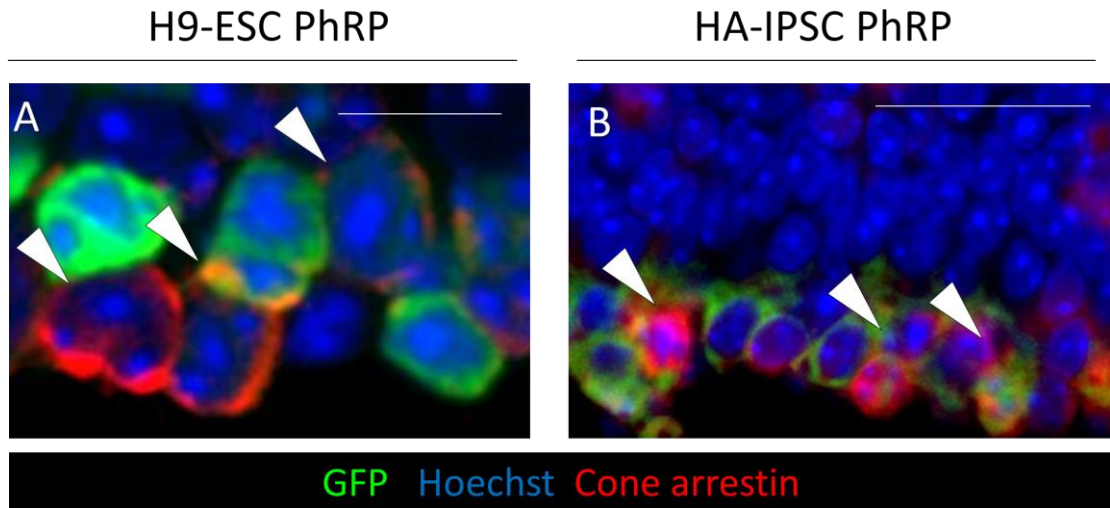 H9-ESC PhRP
HA-IPSC PhRP
A
B
GFP Hoechst Cone arrestin